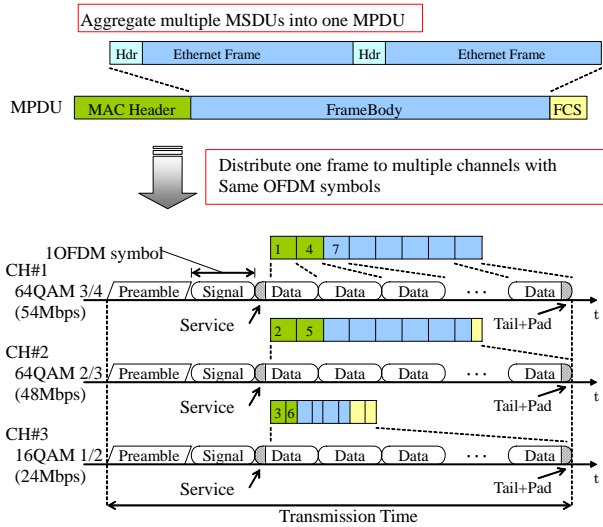 Aggregate multiple MSDUs into one MPDU
Hdr Ethernet Frame Hdr Ethernet Frame
MPDU MAC Header FrameBody FCS
Distribute one frame to multiple channels with
Same OFDM symbols
1OFDM symbol
1 4 7
CH#1
64QAM 3/4
(54Mbps)
Preamble Signal Data Data Data ··· Data t
Service Tail+Pad
2 5
CH#2
64QAM 2/3
(48Mbps)
Preamble Signal Data Data Data ··· Data t
Service Tail+Pad
3 6
CH#3
16QAM 1/2
(24Mbps)
Preamble Signal Data Data Data ··· Data t
Service Tail+Pad
Transmission Time